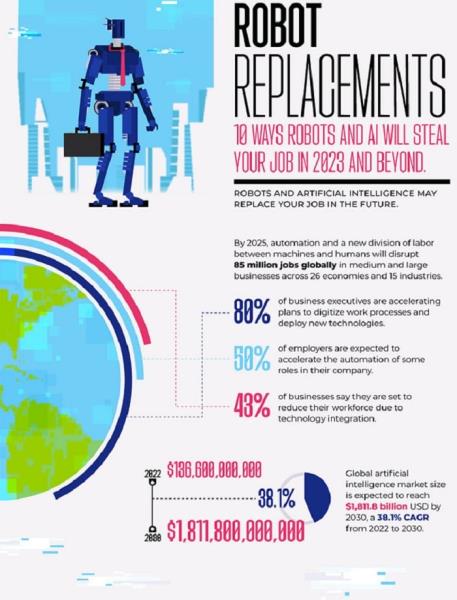 ROBOT
REPLACEMENTS
10 WAYS ROBOTS AND AI WILL STEAL
YOUR JOB IN 2023 AND BEYOND.
ROBOTS AND ARTIFICIAL INTELLIGENCE MAY
REPLACE YOUR JOB IN THE FUTURE.
By 2025, automation and a new division of labor
between machines and humans will disrupt
85 million jobs globally in medium and large
businesses across 26 economies and 15 industries.
80%
of business executives are accelerating
plans to digitize work processes and
deploy new technologies.
50%
of employers are expected to
accelerate the automation of some
roles in their company.
43%
of businesses say they are set to
reduce their workforce due to
technology integration.
2022
$136,600,000,000
38.1%
$1,811,800,000,000
Global artificial
intelligence market size
is expected to reach
$1,811.8 billion USD by
2030, a 38.1% CAGR
from 2022 to 2030.